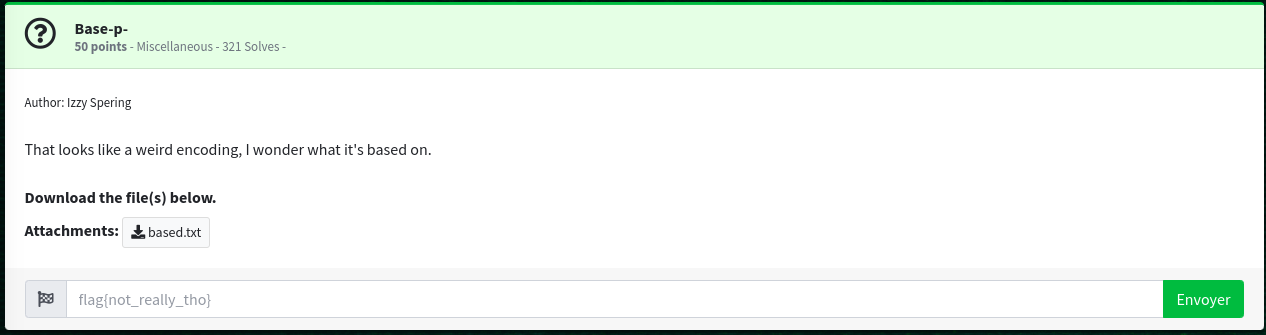 Base-p-
50 points - Miscellaneous - 321 Solves -
Author: Izzy Spering
That looks like a weird encoding, I wonder what it's based on.
Download the file(s) below.
Attachments: based.txt
flag{not_really_tho} Envoyer